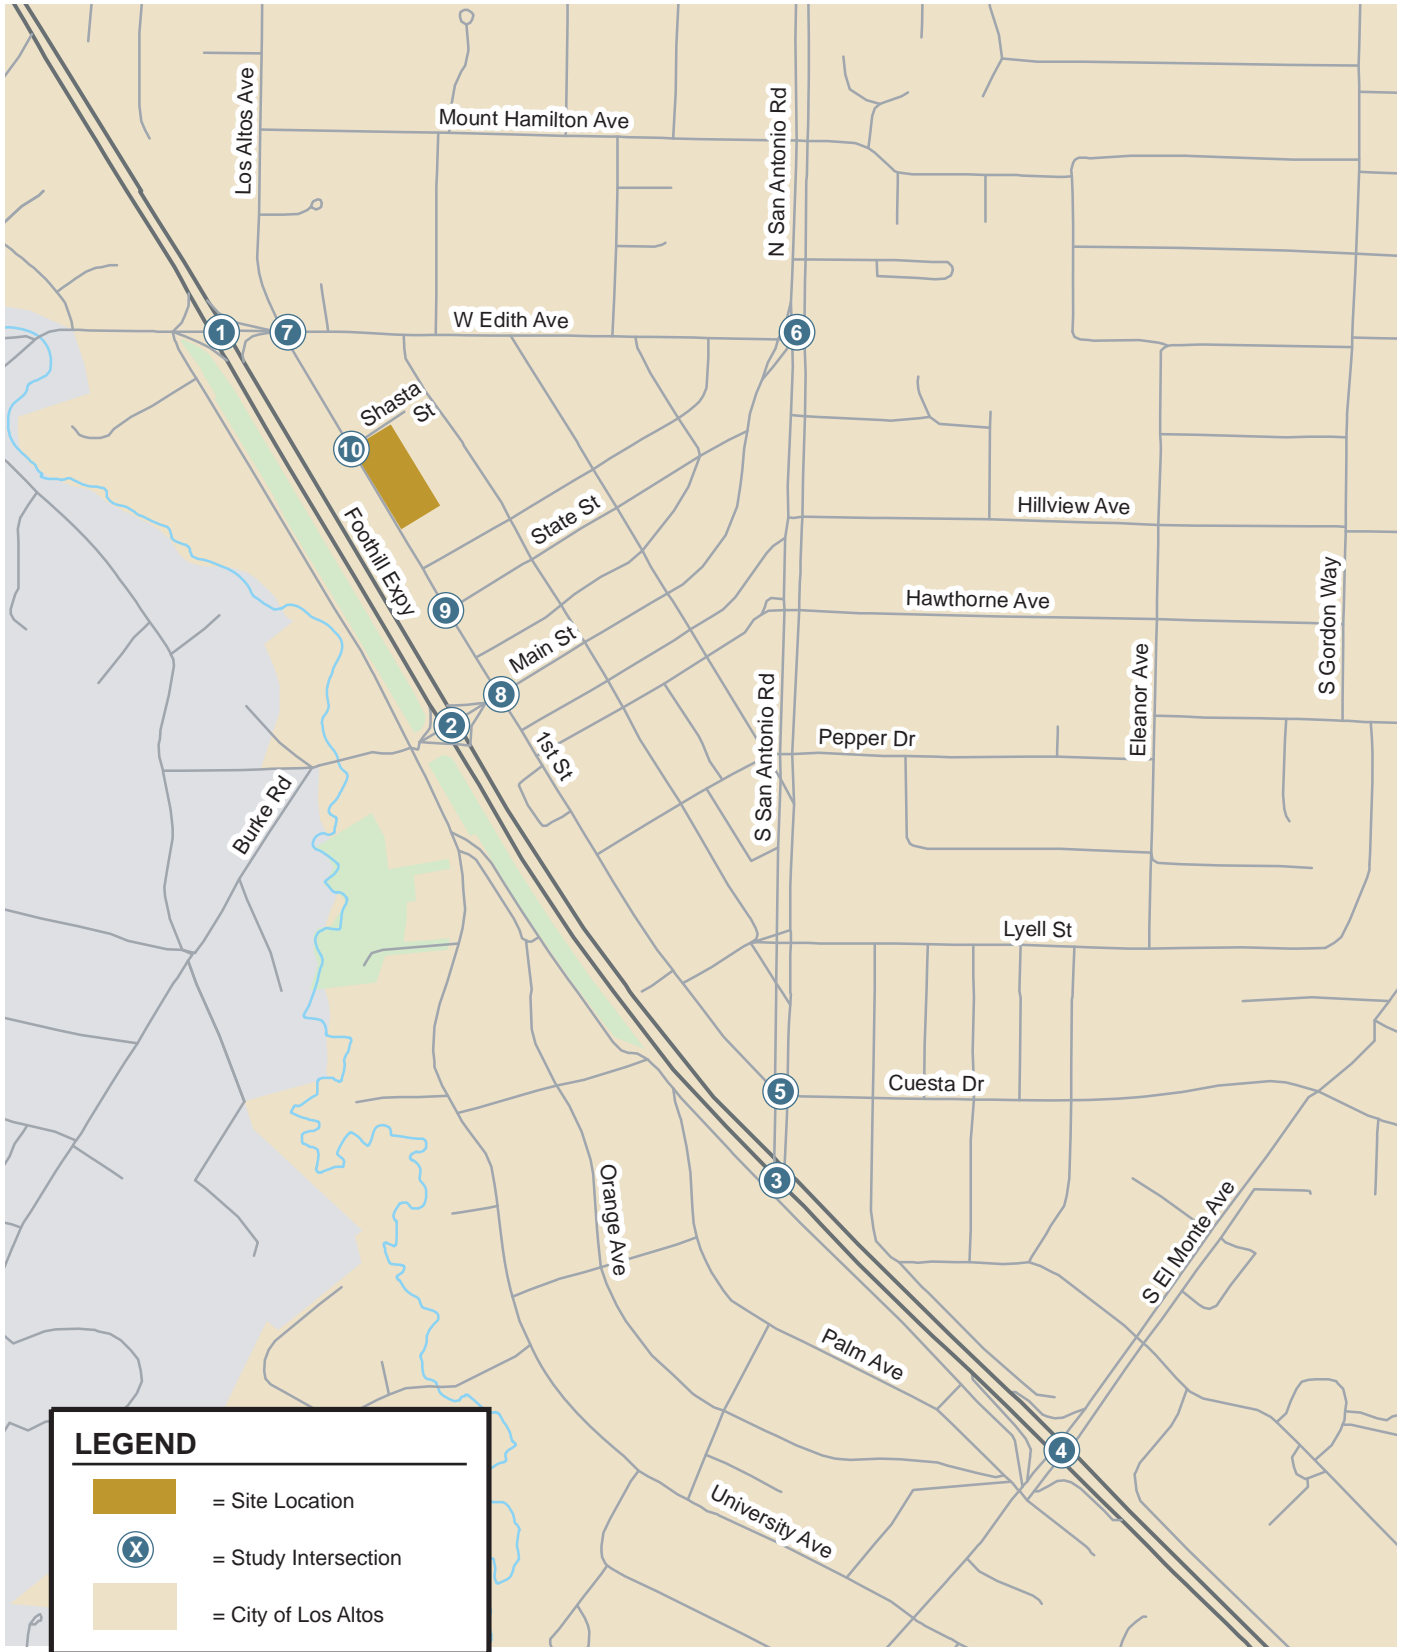 Los Altos Ave
Mount Hamilton Ave
N San Antonio Rd
W Edith Ave
1
7
6
Shasta
St
10
Foothill Expy
State St
Hillview Ave
9
Hawthorne Ave
S Gordon Way
Main St
8
2
1st St
S San Antonio Rd
Pepper Dr
Eleanor Ave
Burke Rd
Lyell St
5
Cuesta Dr
3
Orange Ave
S El Monte Ave
Palm Ave
4
University Ave
LEGEND
= Site Location
X
= Study Intersection
= City of Los Altos